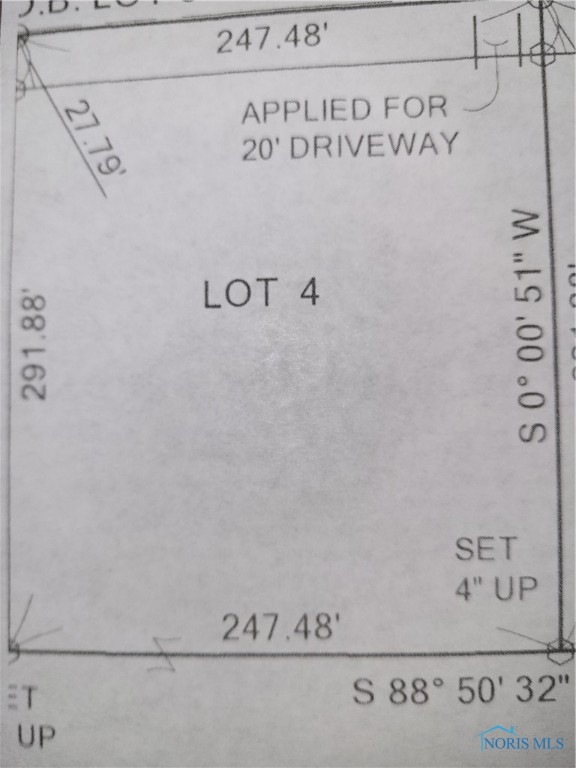 247.48'
APPLIED FOR
20' DRIVEWAY
27.79'
LOT 4
291.88'
S 0° 00' 51" W
SET
4" UP
247.48'
S 88° 50' 32"
UP
NORIS MLS